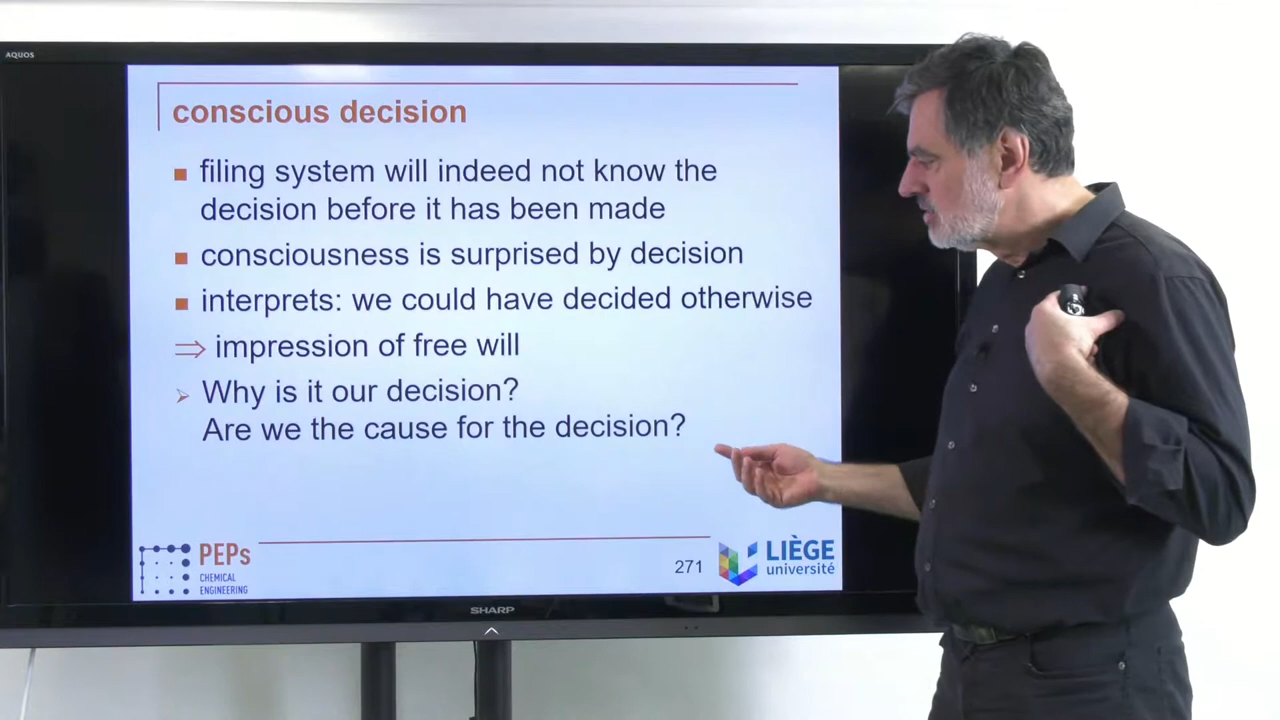 AQUOS
conscious decision
filing system will indeed not know the
decision before it has been made
consciousness is surprised by decision
interprets: we could have decided otherwise
⇒ impression of free will
Why is it our decision?
Are we the cause for the decision?
PEPs
CHEMICAL
ENGINEERING
271
LIÈGE
université
SHARP